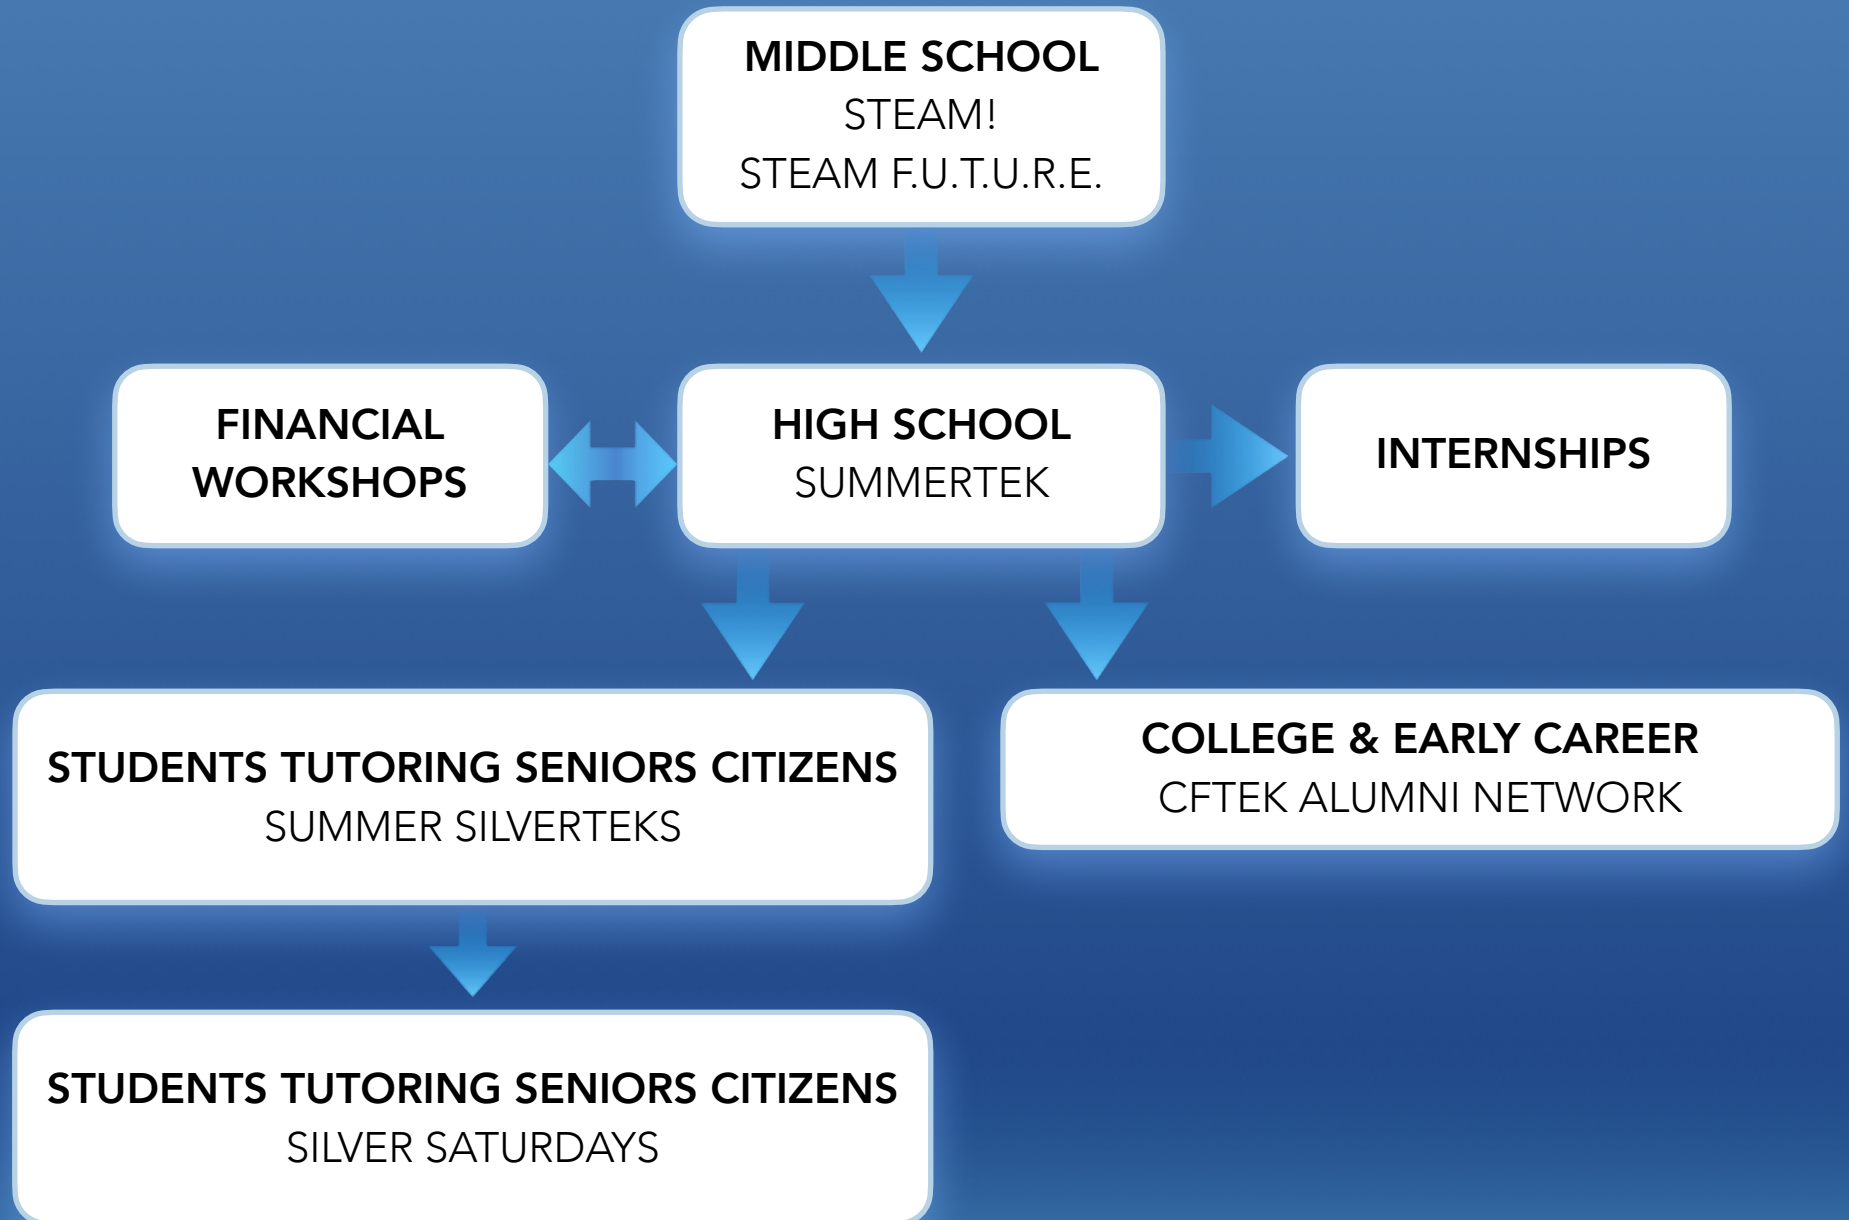 MIDDLE SCHOOL
STEAM!
STEAM F.U.T.U.R.E.
FINANCIAL
WORKSHOPS
HIGH SCHOOL
SUMMERTEK
INTERNSHIPS
STUDENTS TUTORING SENIORS CITIZENS
SUMMER SILVERTEKS
COLLEGE & EARLY CAREER
CFTEK ALUMNI NETWORK
STUDENTS TUTORING SENIORS CITIZENS
SILVER SATURDAYS